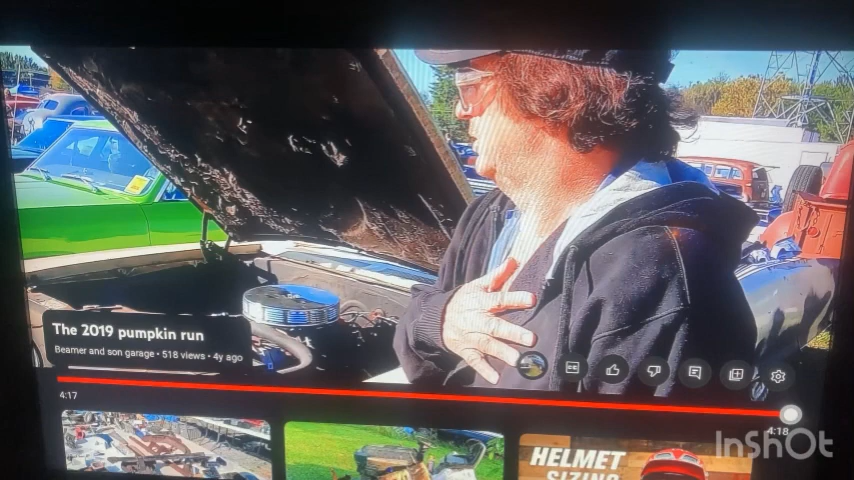 The 2019 pumpkin run
Beamer and son garage • 518 views • 4y ago
CC
4:17
4:18
HELMET
SIZING
InShOt